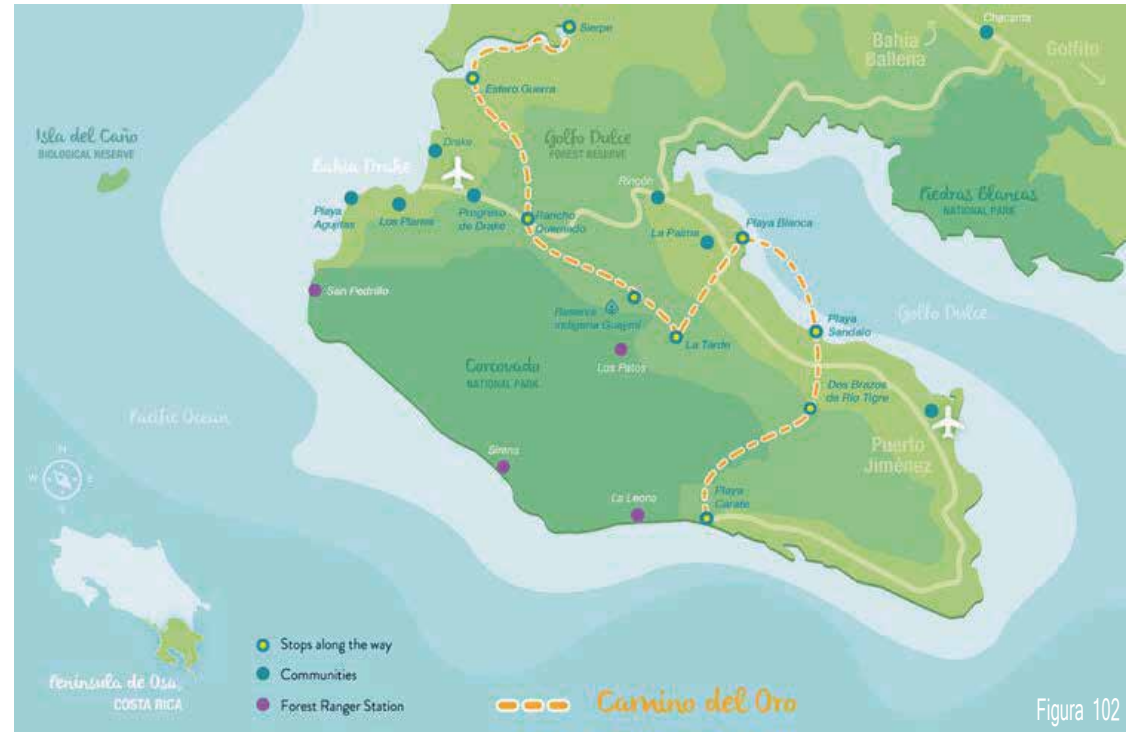 Sierpe
Chacarita
Bahía
Ballena
Golfito
Estero Guerra
Isla del Caño
BIOLOGICAL RESERVE
Drake
Golfo Dulce
FOREST RESERVE
Bahía Drake
Rincón
Piedras Blancas
NATIONAL PARK
Playa
Agujitas
Los Planes
Progreso
de Drake
Rancho
Quemado
La Palma
Playa Blanca
San Pedrillo
Reserva
Indígena Guaymí
La Tarde
Playa
Sandalo
Golfo Dulce
Corcovado
NATIONAL PARK
Los Patos
Dos Brazos
de Río Tigre
Pacific Ocean
Puerto
Jiménez
Sirena
N
W
E
S
La Leona
Playa
Carate
Stops along the way
Communities
Forest Ranger Station
Península de Osa,
COSTA RICA
Camino del Oro
Figura 102